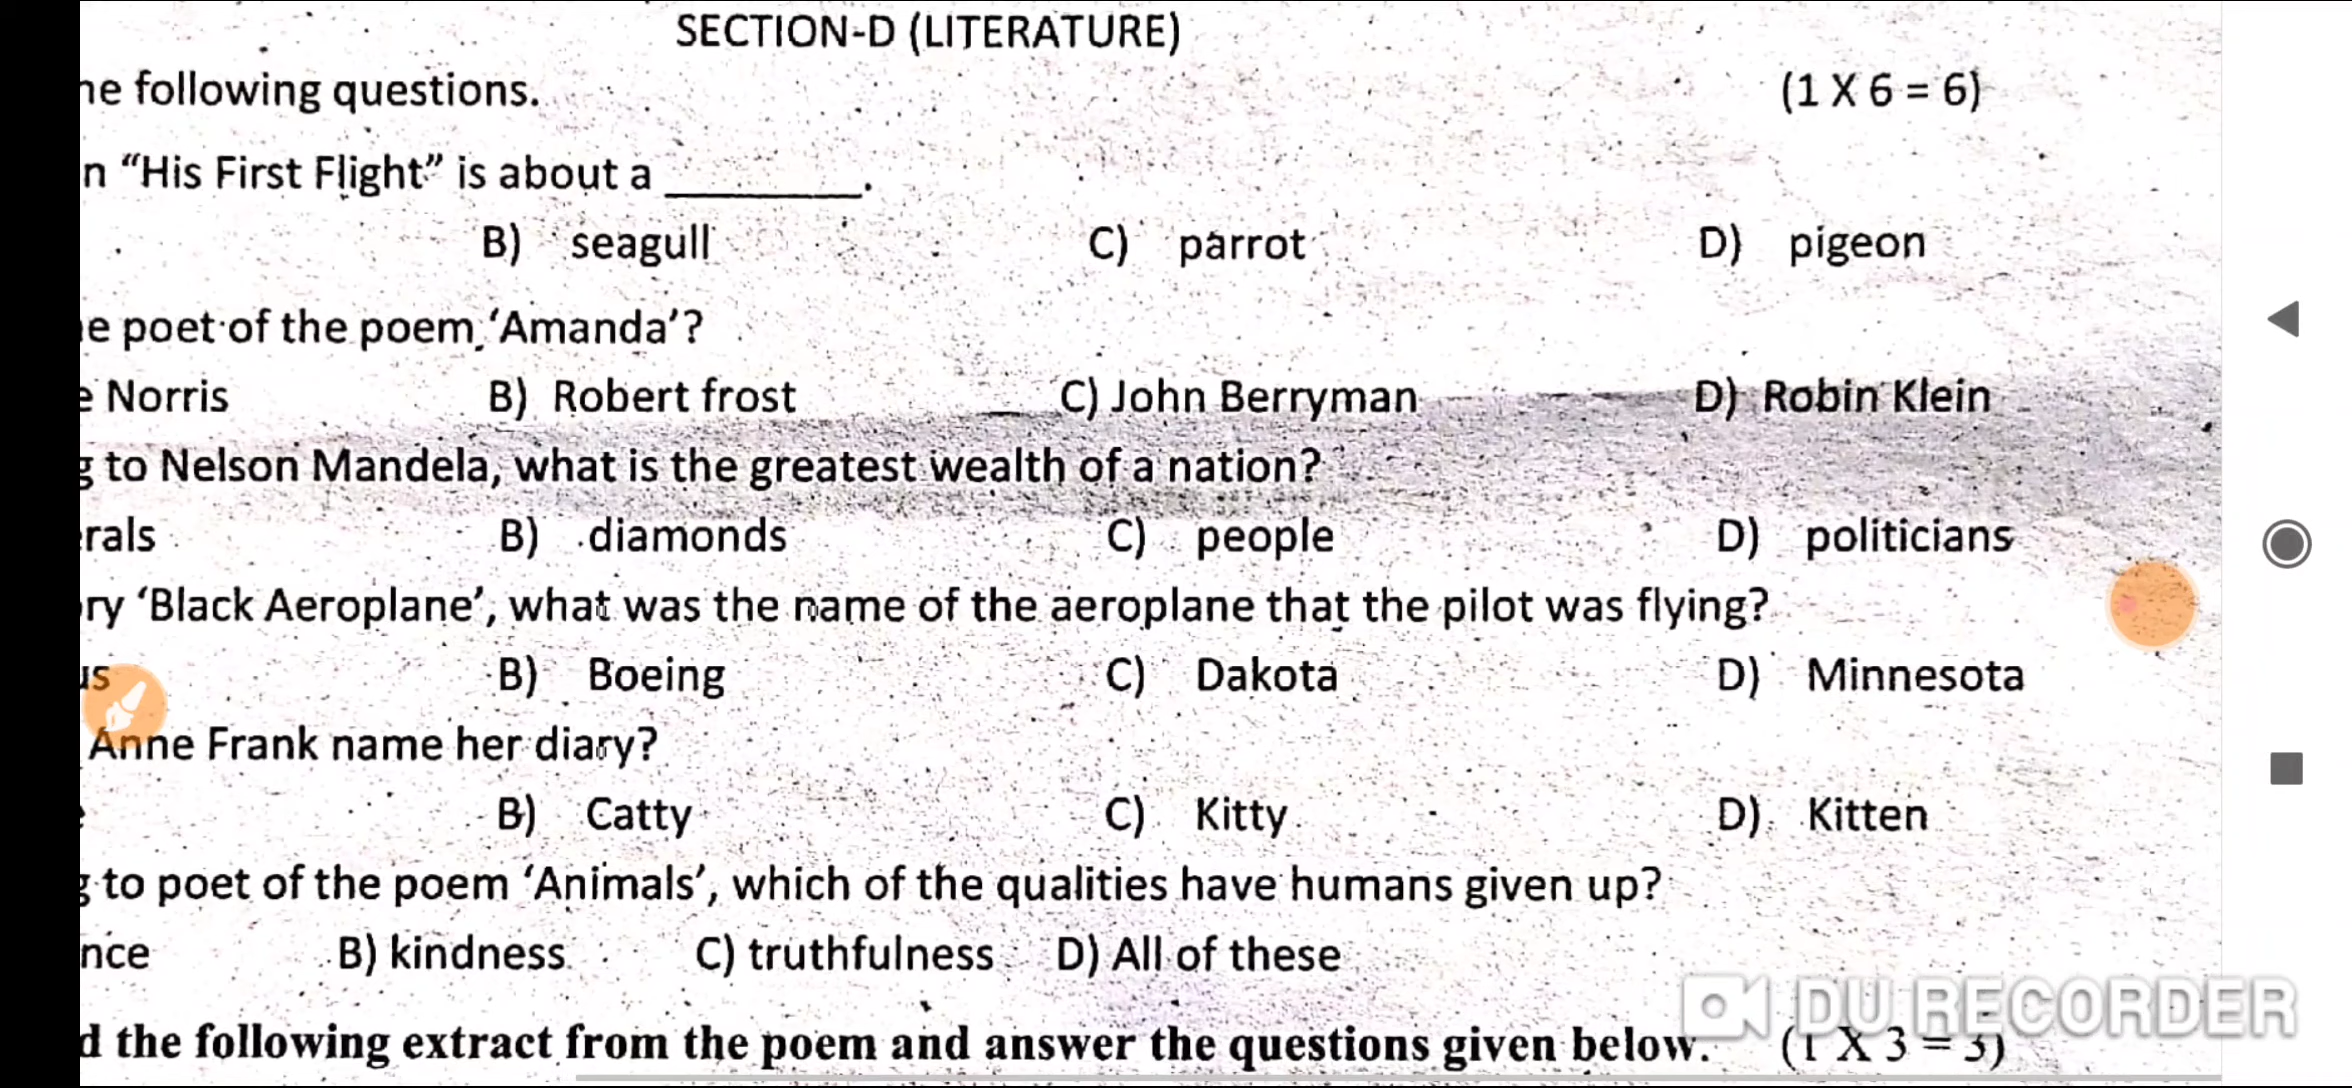 SECTION-D (LITERATURE)
he following questions. (1 X 6 = 6)
n “His First Flight” is about a ________.
B) seagull C) parrot D) pigeon
e poet of the poem ‘Amanda’?
e Norris B) Robert frost C) John Berryman D) Robin Klein
g to Nelson Mandela, what is the greatest wealth of a nation?
rals B) diamonds C) people D) politicians
ry ‘Black Aeroplane’, what was the name of the aeroplane that the pilot was flying?
us B) Boeing C) Dakota D) Minnesota
Anne Frank name her diary?
B) Catty C) Kitty D) Kitten
g to poet of the poem ‘Animals’, which of the qualities have humans given up?
nce B) kindness C) truthfulness D) All of these
DU RECORDER
d the following extract from the poem and answer the questions given below. (1 X 3 = 3)